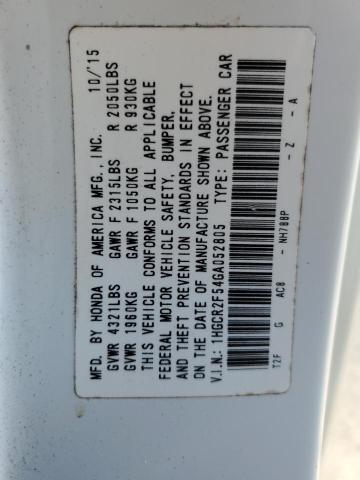 MFD. BY HONDA OF AMERICA MFG., INC. 10/'15
GVWR 4321LBS GAWR F 2315LBS R 2050LBS
GVWR 1960KG GAWR F 1050KG R 930KG
THIS VEHICLE CONFORMS TO ALL APPLICABLE
FEDERAL MOTOR VEHICLE SAFETY, BUMPER,
AND THEFT PREVENTION STANDARDS IN EFFECT
ON THE DATE OF MANUFACTURE SHOWN ABOVE.
V.I.N.: 1HGCR2F54GA052805 TYPE: PASSENGER CAR
T2F G AC8 - NH788P - Z - A